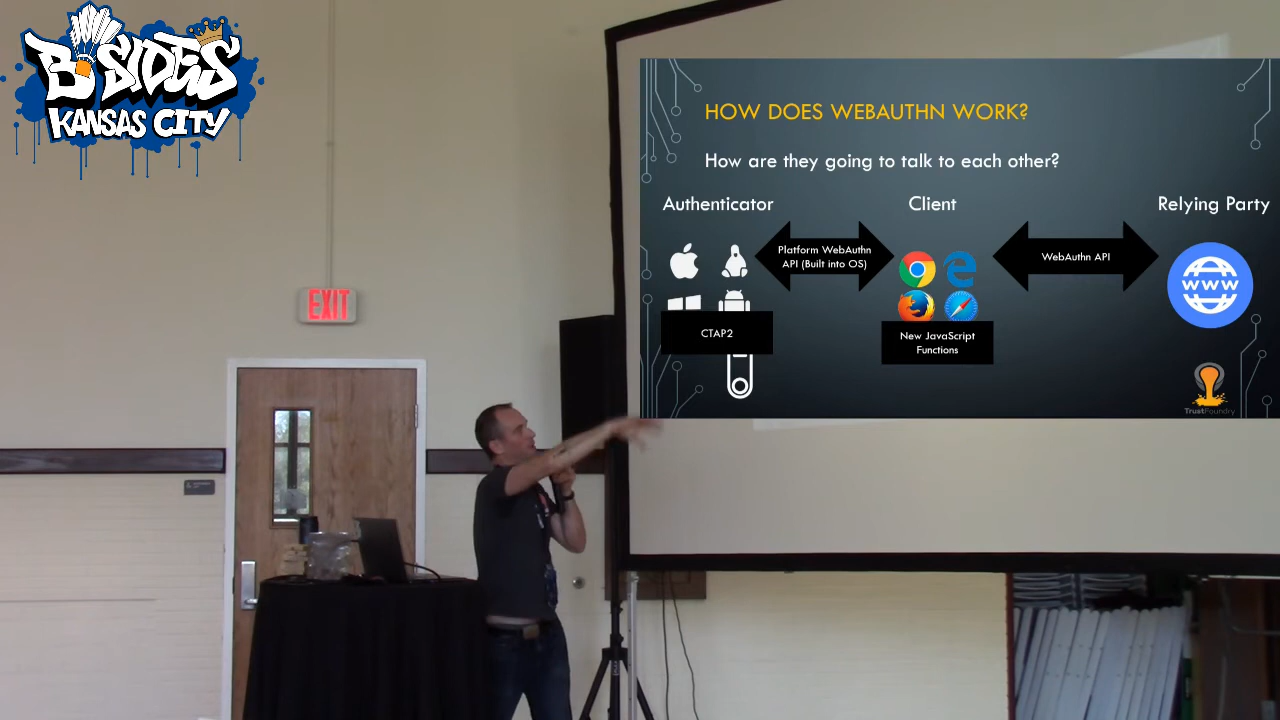 B·SIDES
KANSAS CITY
EXIT
HOW DOES WEBAUTHN WORK?
How are they going to talk to each other?
Authenticator
Client
Relying Party
Platform WebAuthn
API (Built into OS)
WebAuthn API
WWW
CTAP2
New JavaScript
Functions
TrustFoundry